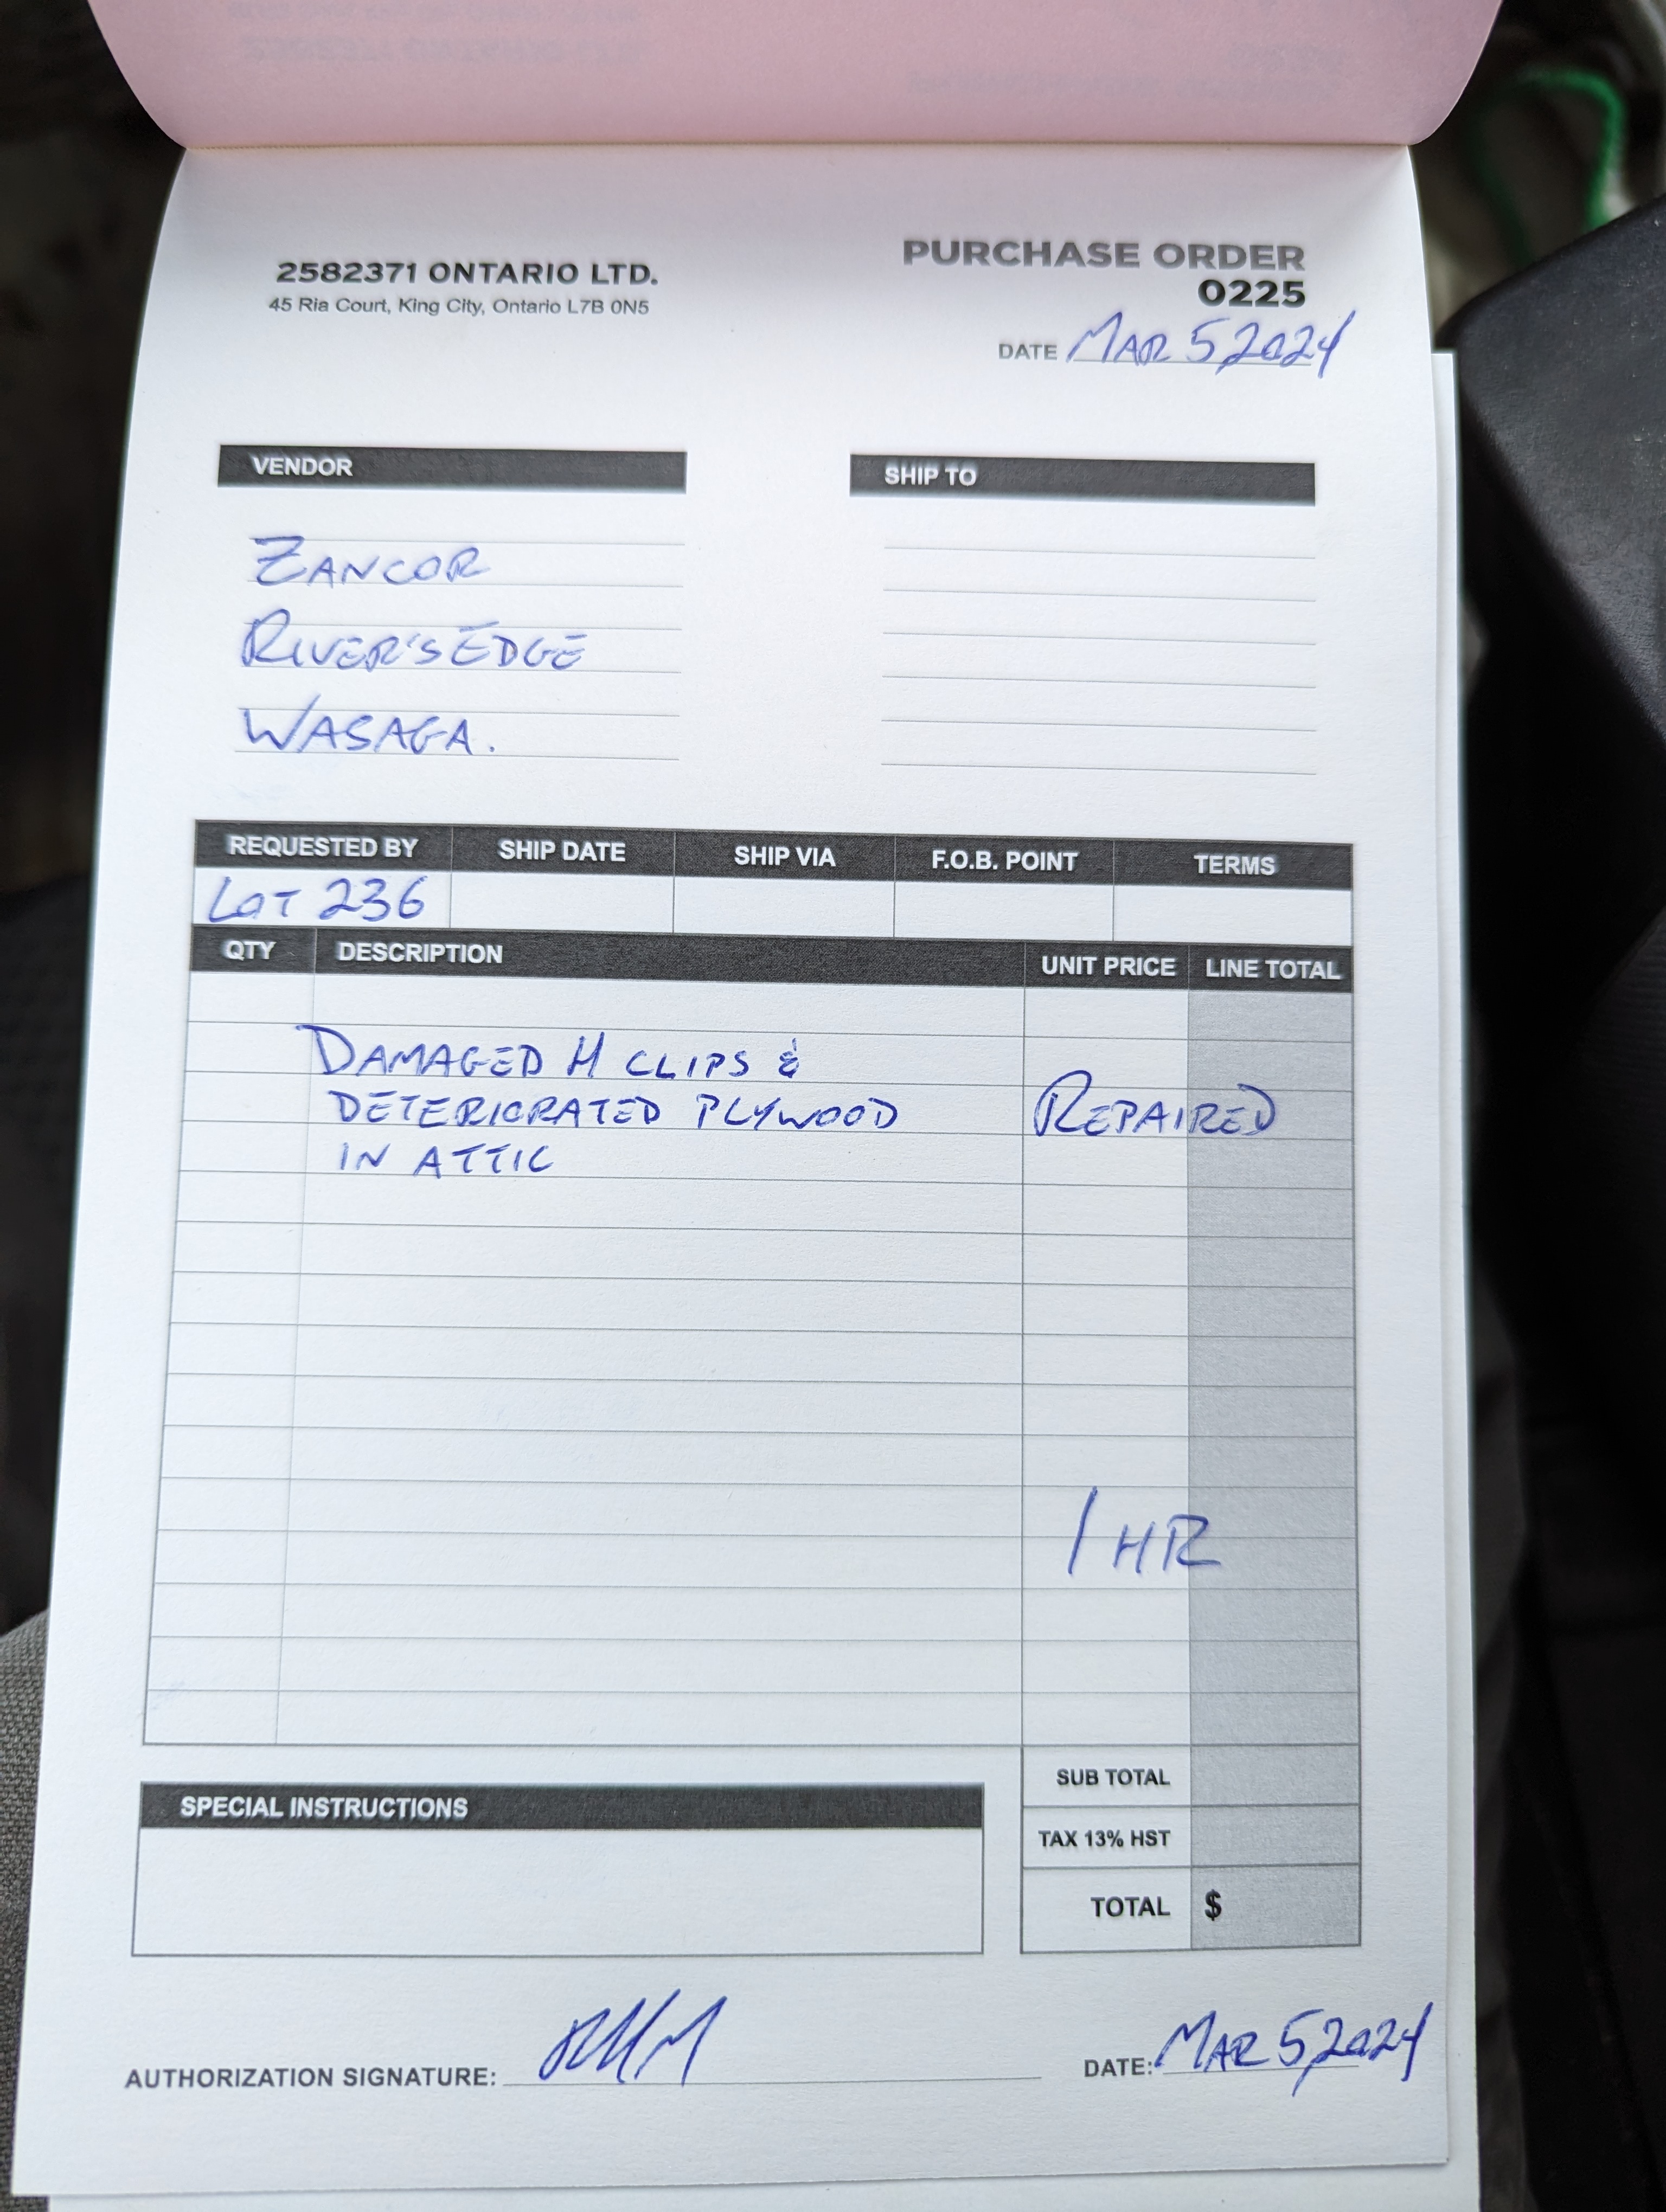 2582371 ONTARIO LTD.
45 Ria Court, King City, Ontario L7B 0N5
PURCHASE ORDER
0225
DATE MAR 5, 2024
VENDOR
ZANCOR
RIVER'S EDGE
WASAGA.
SHIP TO
REQUESTED BY SHIP DATE SHIP VIA F.O.B. POINT TERMS
LOT 236
QTY DESCRIPTION UNIT PRICE LINE TOTAL
DAMAGED H CLIPS &
DETERIORATED PLYWOOD REPAIRED
IN ATTIC
1 HR
SUB TOTAL
TAX 13% HST
TOTAL $
SPECIAL INSTRUCTIONS
AUTHORIZATION SIGNATURE: DATE: MAR 5, 2024